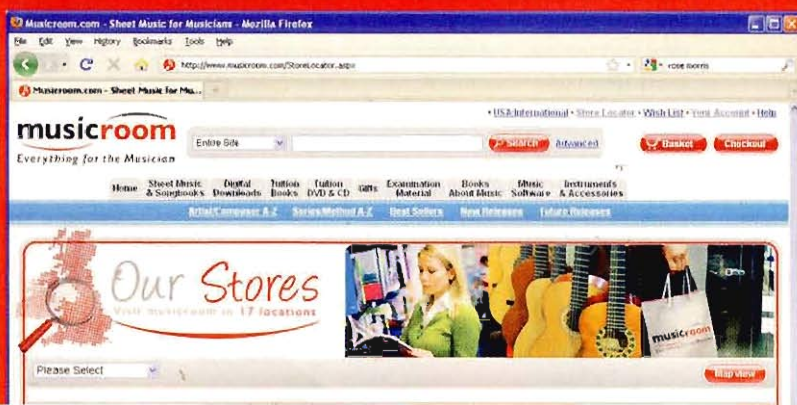 Musicroom.com - Sheet Music for Musicians - Mozilla Firefox
File Edit View History Bookmarks Tools Help
http://www.musicroom.com/StoreLocator.aspx
rose morris
Musicroom.com - Sheet Music for Mu...
• USA/International • Store Locator • Wish List • Your Account • Help
musicroom
Everything for the Musician
Entire Site
Search
Advanced
Basket
Checkout
Home
Sheet Music & Songbooks
Digital Downloads
Tuition Books
Tuition DVD & CD
Gifts
Examination Material
Books About Music
Music Software
Instruments & Accessories
Artist/Composer A-Z Series/Method A-Z Best Sellers New Releases Future Releases
Our Stores
Visit musicroom in 17 locations
musicroom
Please Select
Map view